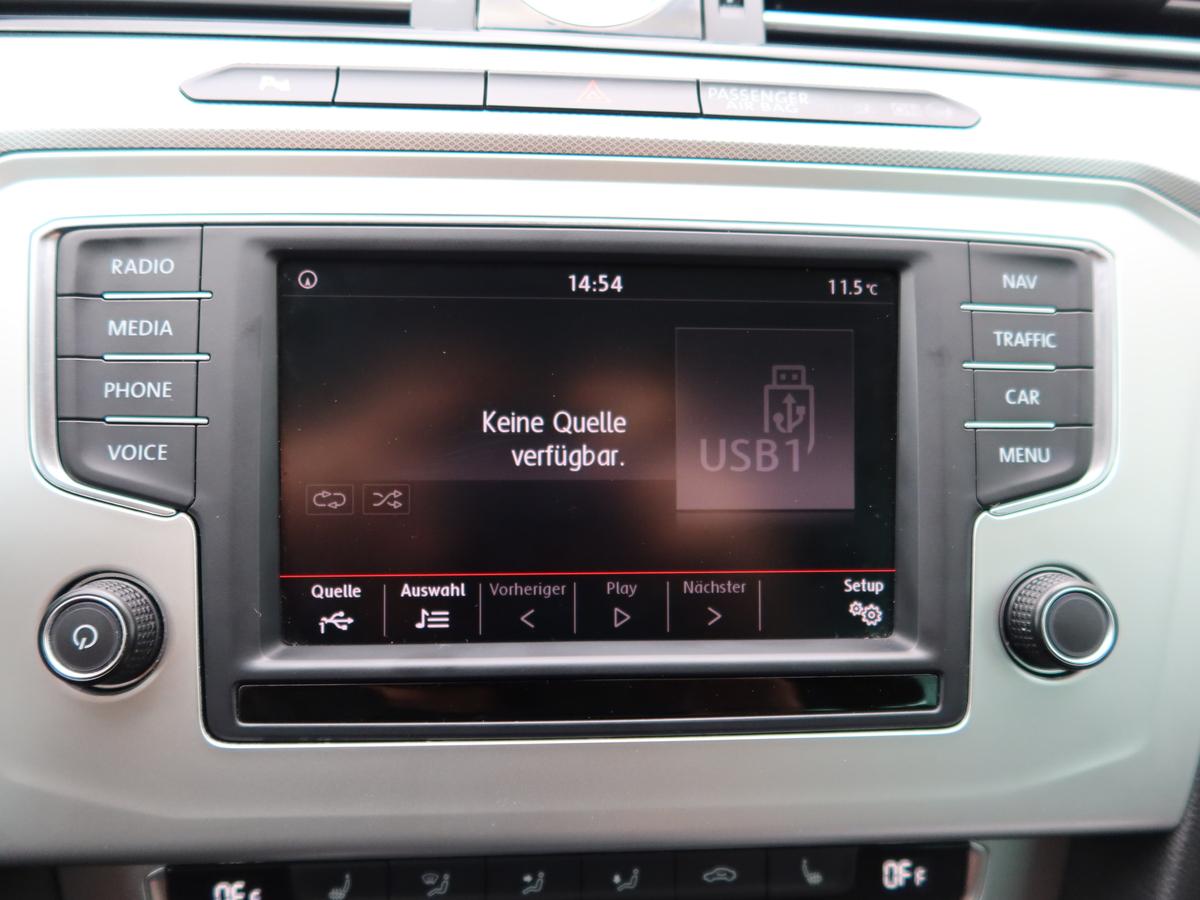 PASSENGER
AIR BAG
RADIO
MEDIA
PHONE
VOICE
14:54
11.5°C
Keine Quelle
verfügbar.
USB1
Quelle
Auswahl
Vorheriger
Play
Nächster
Setup
NAV
TRAFFIC
CAR
MENU
OFF
OFF